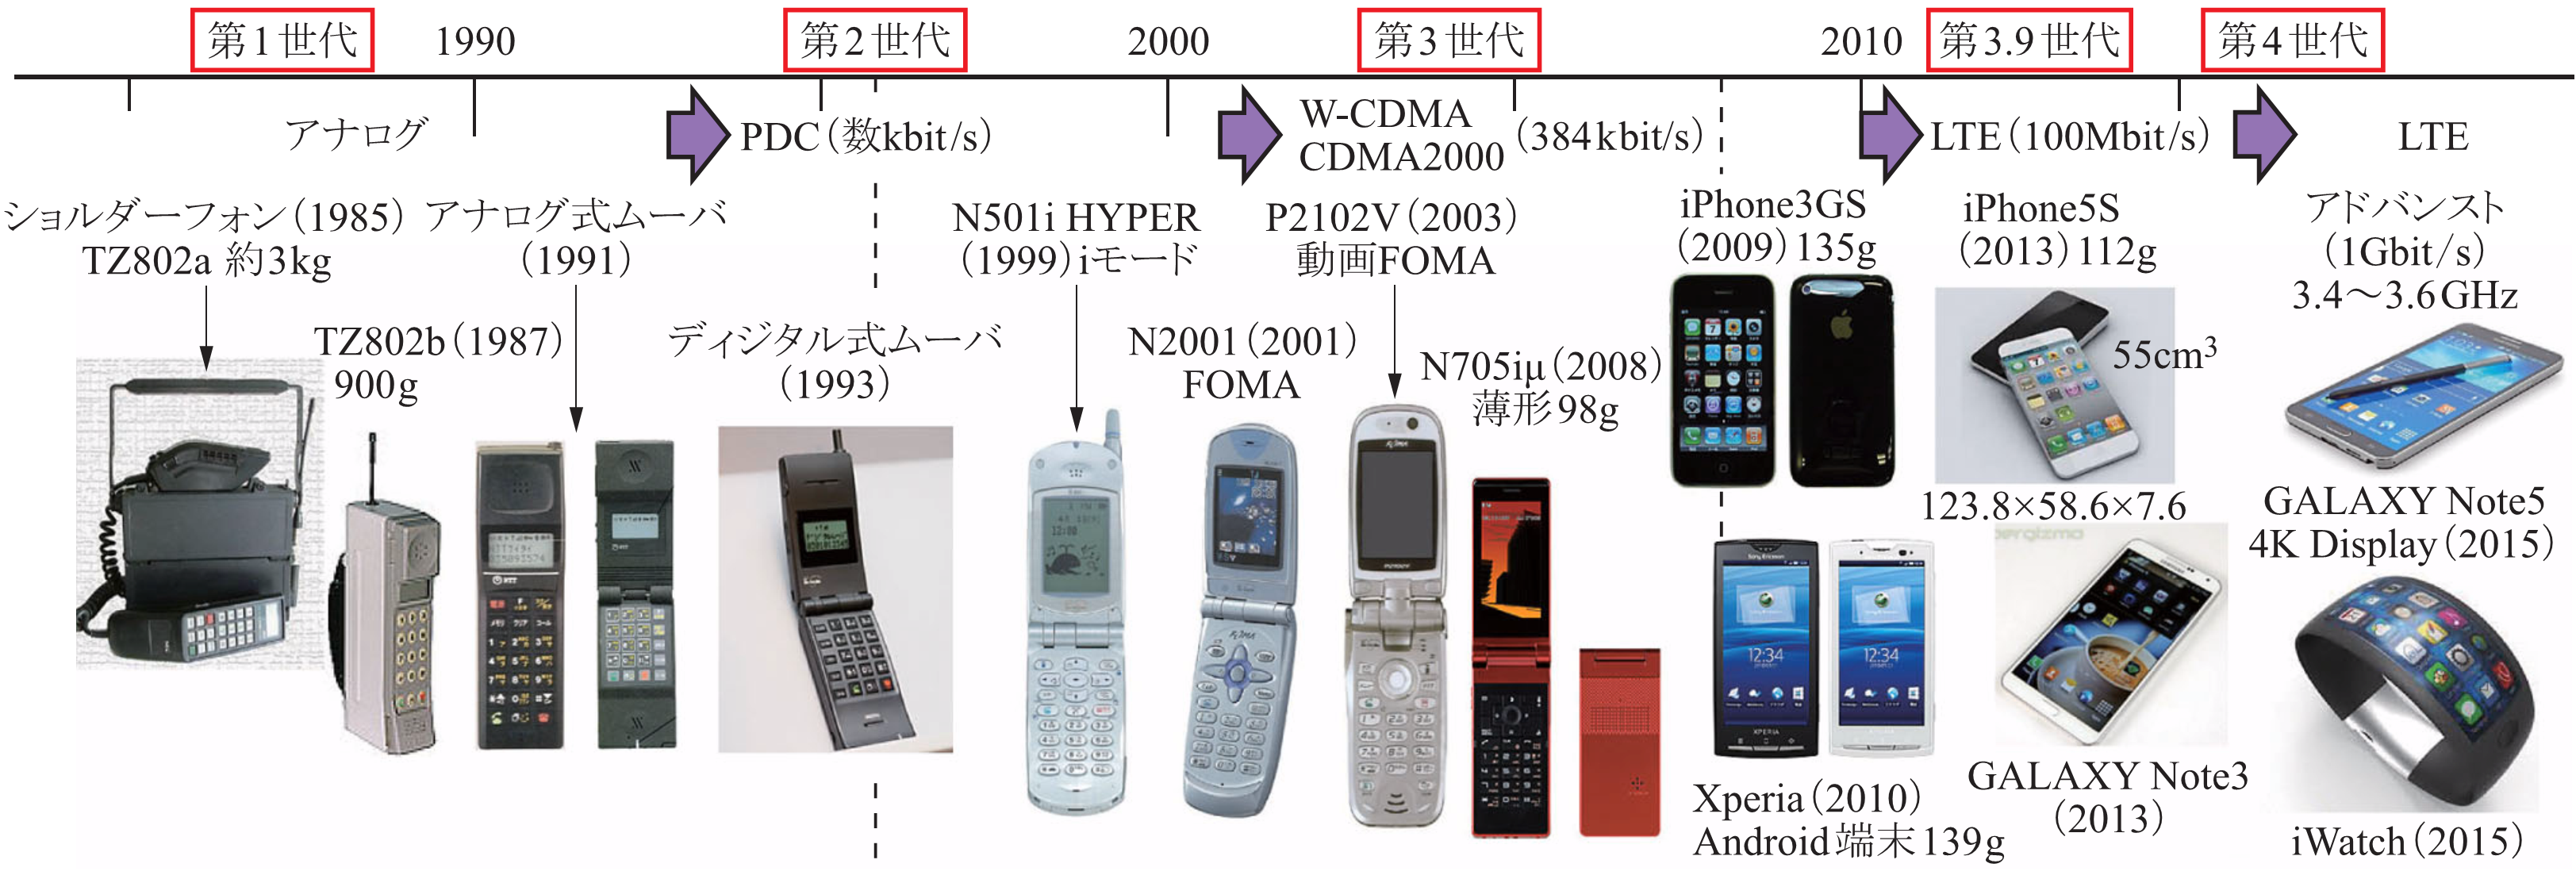 第1世代
1990
第2世代
2000
第3世代
2010
第3.9世代
第4世代
アナログ
PDC（数kbit/s）
W-CDMA
CDMA2000
（384kbit/s）
LTE（100Mbit/s）
LTE
アドバンスト
（1Gbit/s）
3.4～3.6GHz
ショルダーフォン（1985）
TZ802a 約3kg
アナログ式ムーバ
（1991）
TZ802b（1987）
900g
ディジタル式ムーバ
（1993）
N501i HYPER
（1999）iモード
N2001（2001）
FOMA
P2102V（2003）
動画FOMA
N705iμ（2008）
薄形98g
iPhone3GS
（2009）135g
iPhone5S
（2013）112g
55cm³
123.8×58.6×7.6
GALAXY Note5
4K Display（2015）
12:34
12:34
XPERIA
Xperia（2010）
Android端末139g
GALAXY Note3
（2013）
iWatch（2015）